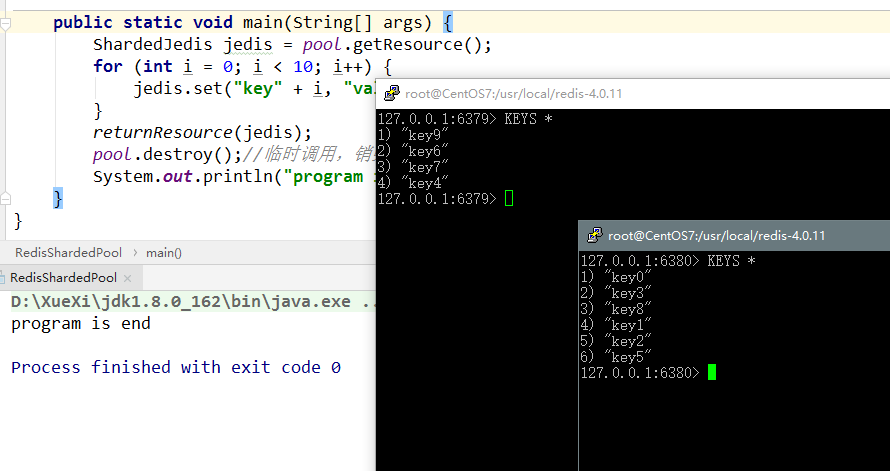 public static void main(String[] args) {
ShardedJedis jedis = pool.getResource();
for (int i = 0; i < 10; i++) {
jedis.set("key" + i, "va
}
returnResource(jedis);
pool.destroy();//临时调用，销
System.out.println("program
}
}
RedisShardedPool > main()
RedisShardedPool ×
D:\XueXi\jdk1.8.0_162\bin\java.exe ..
program is end
Process finished with exit code 0
root@CentOS7:/usr/local/redis-4.0.11
127.0.0.1:6379> KEYS *
1) "key9"
2) "key6"
3) "key7"
4) "key4"
127.0.0.1:6379>
root@CentOS7:/usr/local/redis-4.0.11
127.0.0.1:6380> KEYS *
1) "key0"
2) "key3"
3) "key8"
4) "key1"
5) "key2"
6) "key5"
127.0.0.1:6380>